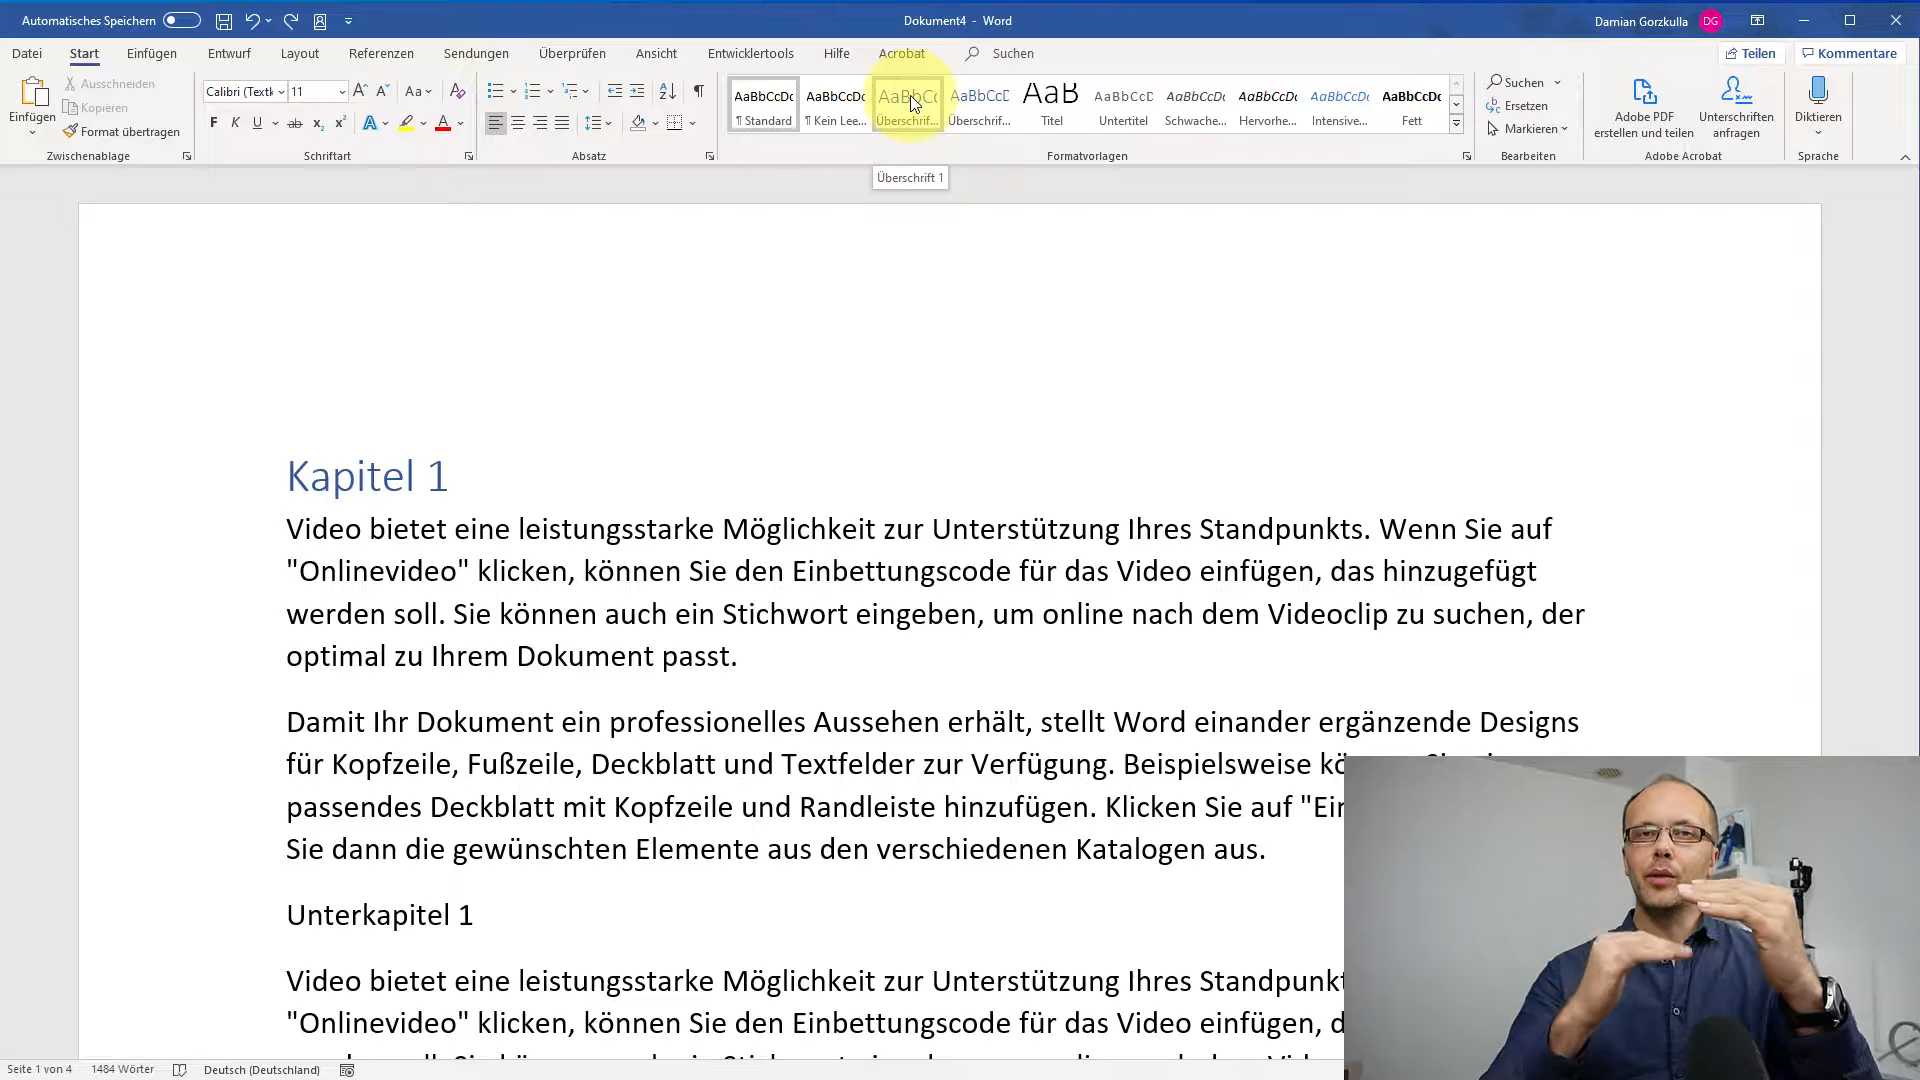 Automatisches Speichern
Dokument4 - Word
Damian Gorzkulla
DG
Datei
Start
Einfügen
Entwurf
Layout
Referenzen
Sendungen
Überprüfen
Ansicht
Entwicklertools
Hilfe
Acrobat
Suchen
Teilen
Kommentare
Einfügen
Ausschneiden
Kopieren
Format übertragen
Zwischenablage
Calibri (Textk
11
Aa
F K U ab x₂ x²
Schriftart
Absatz
AaBbCcDc
¶ Standard
AaBbCcDc
¶ Kein Lee...
AaBbCc
Überschrif...
AaBbCcD
Überschrif...
AaB
Titel
AaBbCcD
Untertitel
AaBbCcDc
Schwache...
AaBbCcDc
Hervorhe...
AaBbCcDc
Intensive...
AaBbCcDc
Fett
Formatvorlagen
Suchen
Ersetzen
Markieren
Bearbeiten
Adobe PDF
erstellen und teilen
Unterschriften
anfragen
Adobe Acrobat
Diktieren
Sprache
Überschrift 1
Kapitel 1
Video bietet eine leistungsstarke Möglichkeit zur Unterstützung Ihres Standpunkts. Wenn Sie auf
"Onlinevideo" klicken, können Sie den Einbettungscode für das Video einfügen, das hinzugefügt
werden soll. Sie können auch ein Stichwort eingeben, um online nach dem Videoclip zu suchen, der
optimal zu Ihrem Dokument passt.
Damit Ihr Dokument ein professionelles Aussehen erhält, stellt Word einander ergänzende Designs
für Kopfzeile, Fußzeile, Deckblatt und Textfelder zur Verfügung. Beispielsweise
passendes Deckblatt mit Kopfzeile und Randleiste hinzufügen. Klicken Sie auf
Sie dann die gewünschten Elemente aus den verschiedenen Katalogen aus.
Unterkapitel 1
Video bietet eine leistungsstarke Möglichkeit zur Unterstützung Ihres Standpunkt
"Onlinevideo" klicken, können Sie den Einbettungscode für das Video einfügen, d
Seite 1 von 4
1484 Wörter
Deutsch (Deutschland)